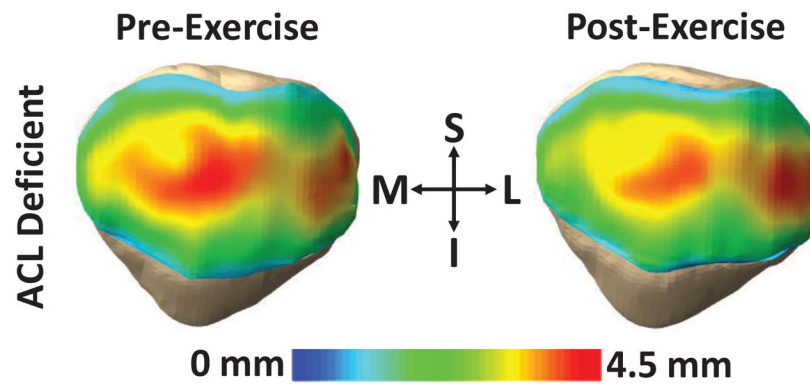 Pre-Exercise
Post-Exercise
ACL Deficient
S
M
L
I
0 mm
4.5 mm